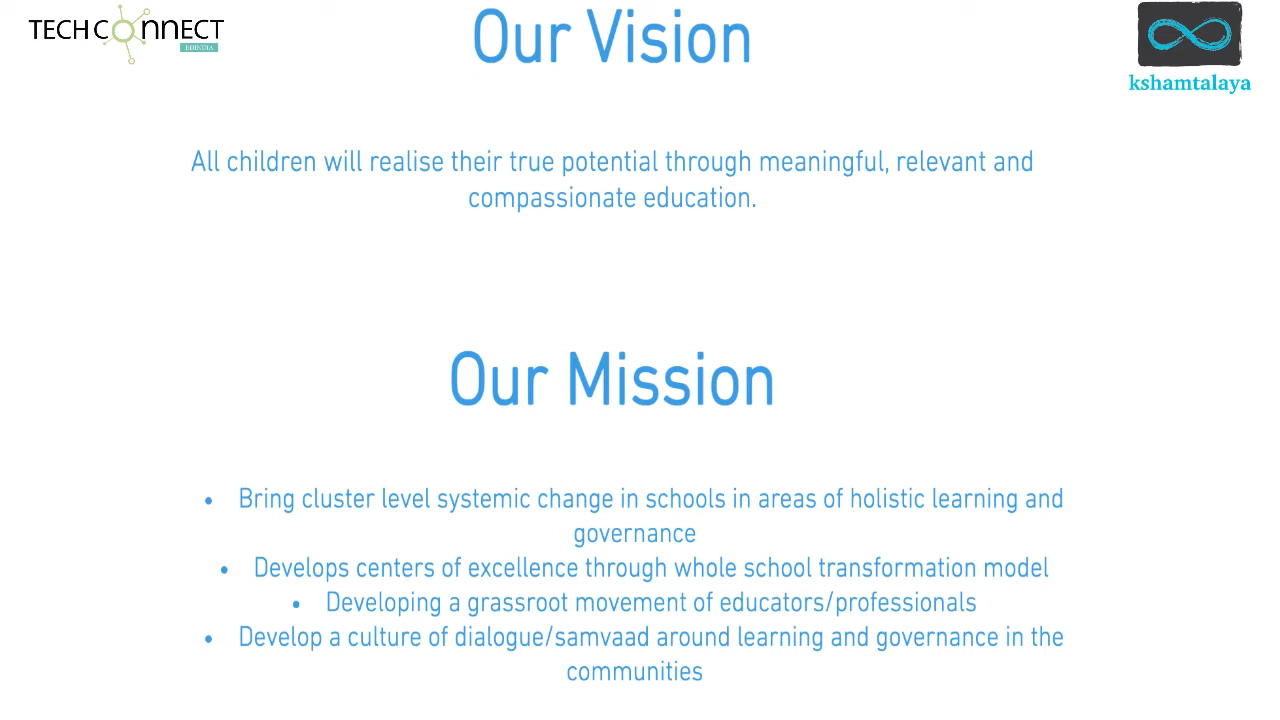 TECH CONNECT
EDINDIA
Our Vision
kshamtalaya
All children will realise their true potential through meaningful, relevant and
compassionate education.
Our Mission
• Bring cluster level systemic change in schools in areas of holistic learning and
governance
• Develops centers of excellence through whole school transformation model
• Developing a grassroot movement of educators/professionals
• Develop a culture of dialogue/samvaad around learning and governance in the
communities